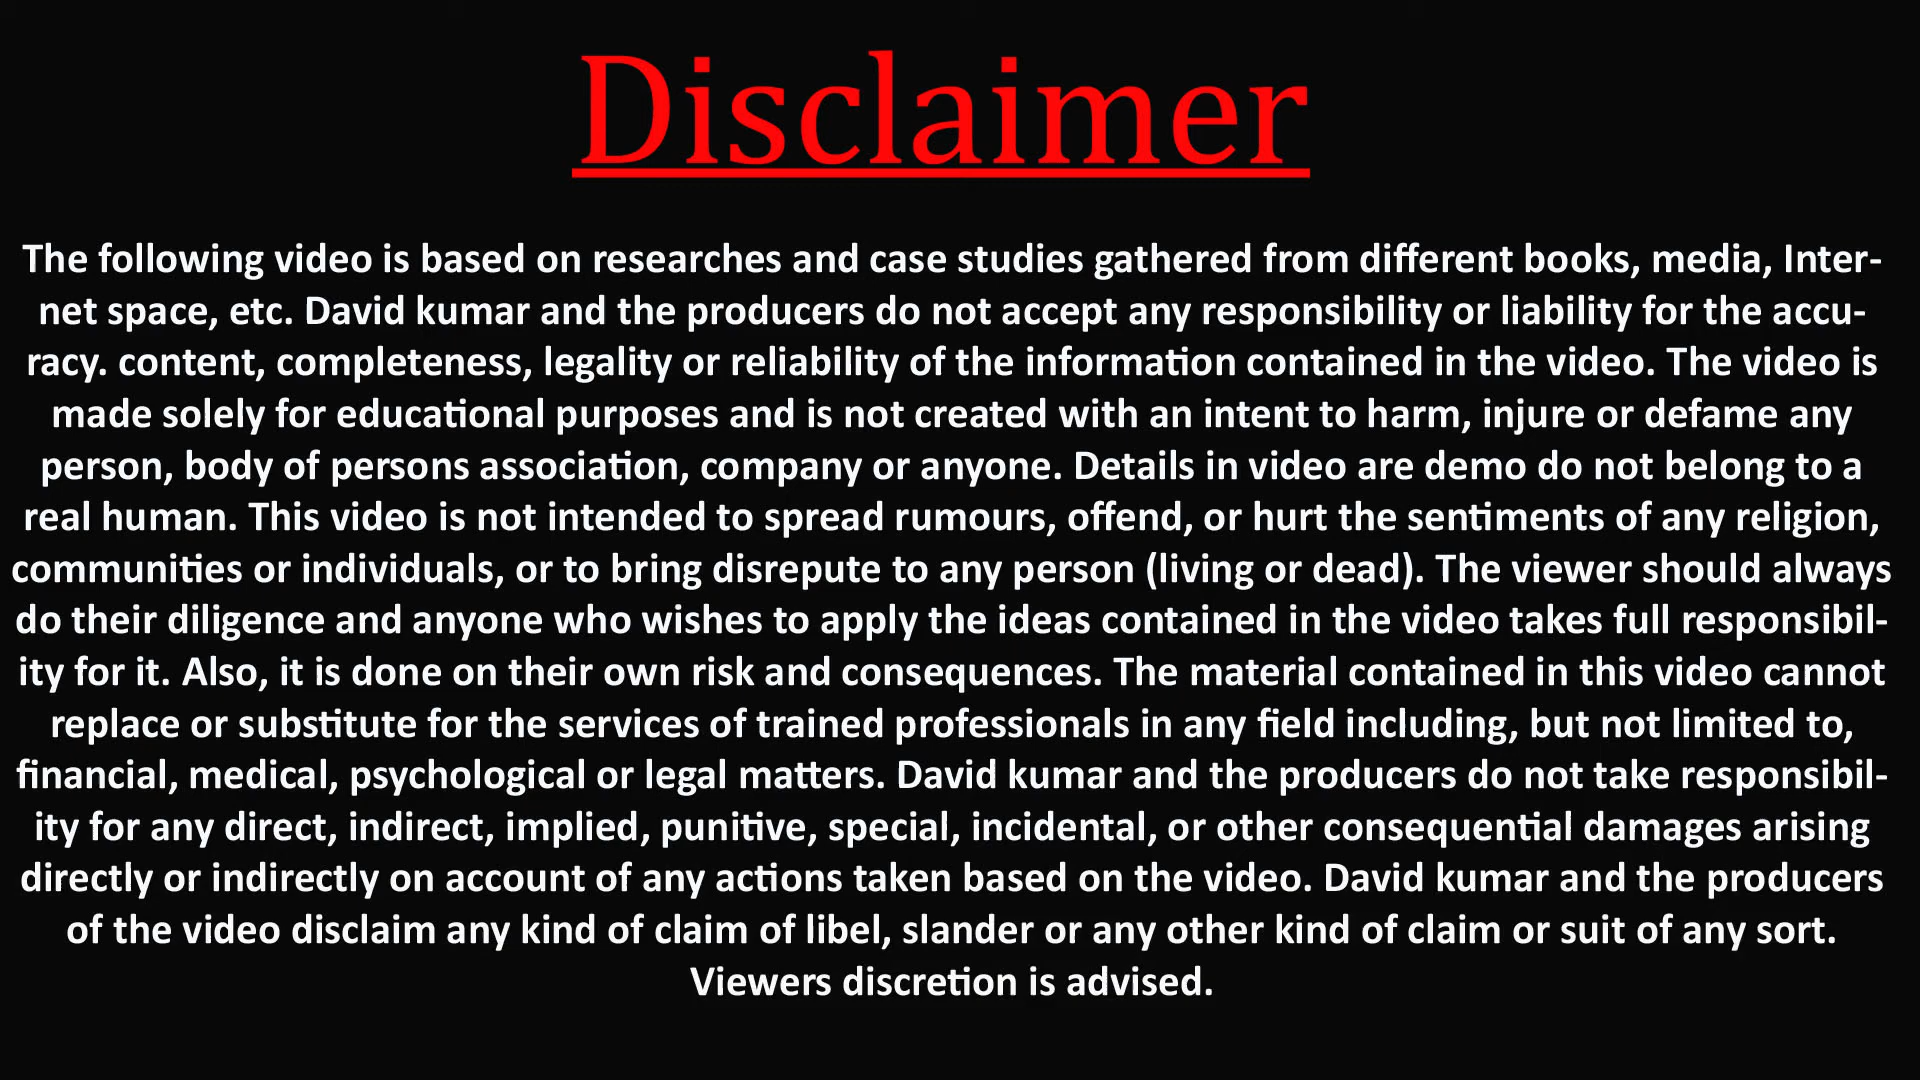 Disclaimer
The following video is based on researches and case studies gathered from different books, media, Inter-
net space, etc. David kumar and the producers do not accept any responsibility or liability for the accu-
racy. content, completeness, legality or reliability of the information contained in the video. The video is
made solely for educational purposes and is not created with an intent to harm, injure or defame any
person, body of persons association, company or anyone. Details in video are demo do not belong to a
real human. This video is not intended to spread rumours, offend, or hurt the sentiments of any religion,
communities or individuals, or to bring disrepute to any person (living or dead). The viewer should always
do their diligence and anyone who wishes to apply the ideas contained in the video takes full responsibil-
ity for it. Also, it is done on their own risk and consequences. The material contained in this video cannot
replace or substitute for the services of trained professionals in any field including, but not limited to,
financial, medical, psychological or legal matters. David kumar and the producers do not take responsibil-
ity for any direct, indirect, implied, punitive, special, incidental, or other consequential damages arising
directly or indirectly on account of any actions taken based on the video. David kumar and the producers
of the video disclaim any kind of claim of libel, slander or any other kind of claim or suit of any sort.
Viewers discretion is advised.